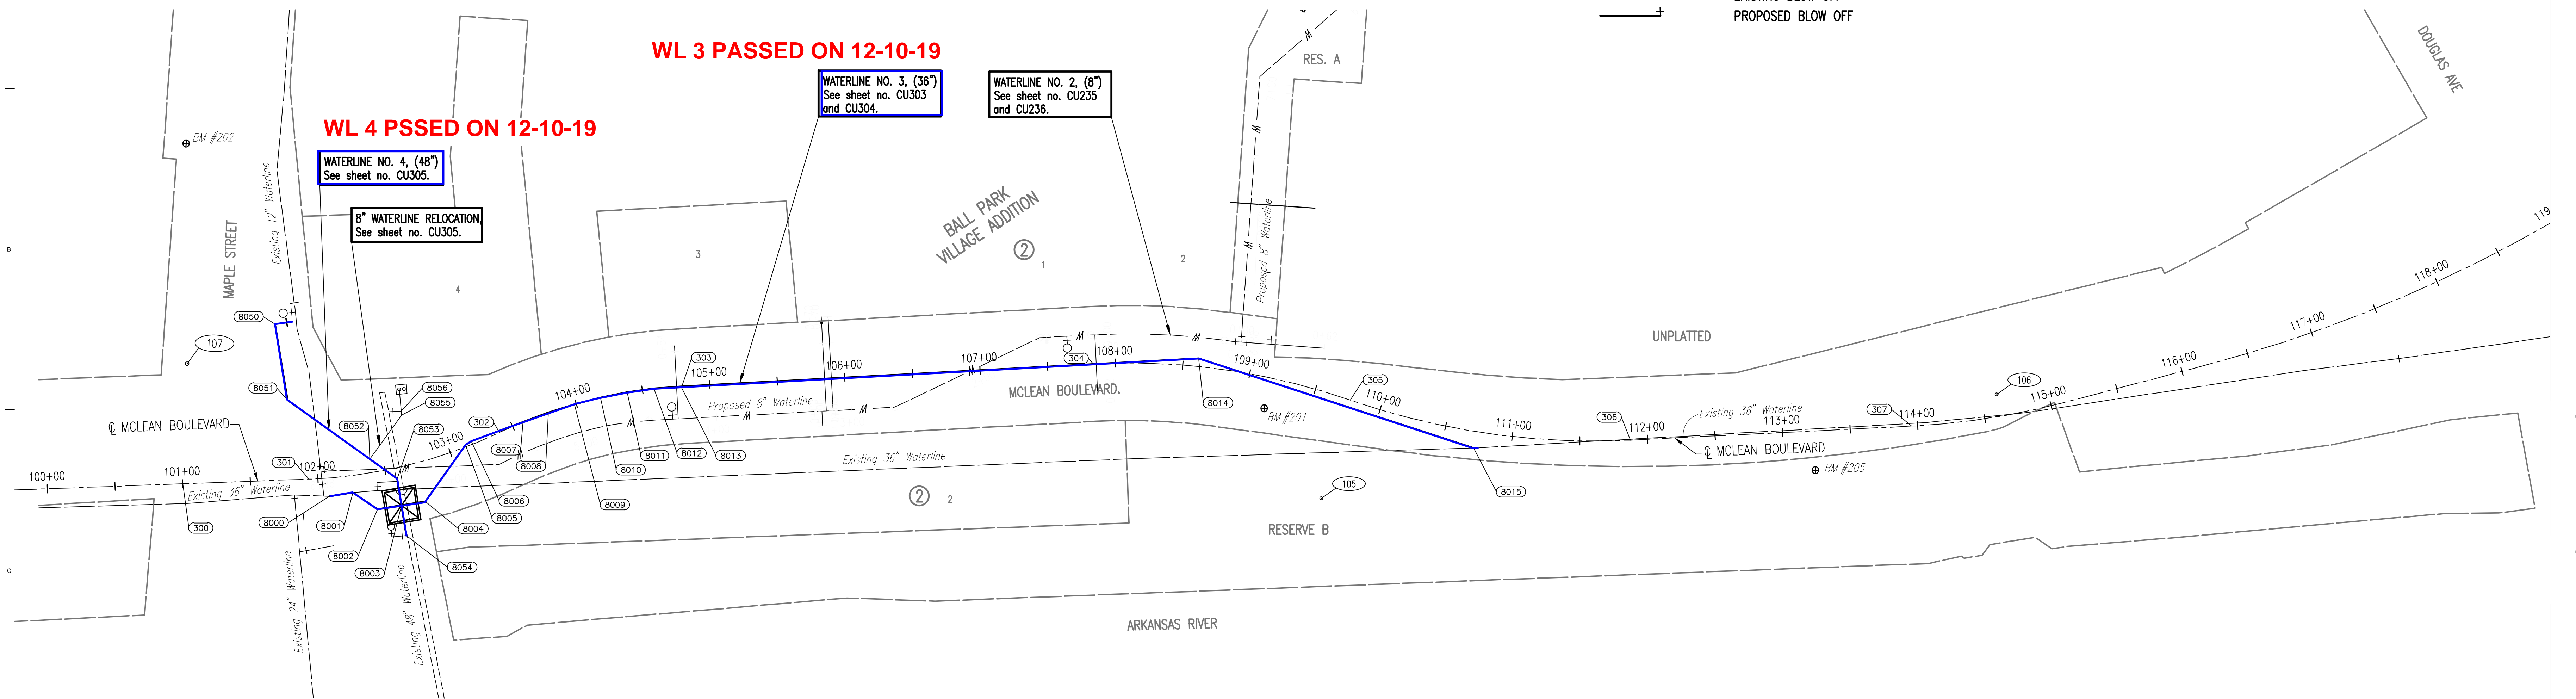 PROPOSED BLOW OFF
WL 3 PASSED ON 12-10-19
WL 4 PSSED ON 12-10-19
WATERLINE NO. 3, (36")
See sheet no. CU303
and CU304.
WATERLINE NO. 2, (8")
See sheet no. CU235
and CU236.
WATERLINE NO. 4, (48")
See sheet no. CU305.
8" WATERLINE RELOCATION,
See sheet no. CU305.
BM #202
Existing 12" Waterline
MAPLE STREET
RES. A
DOUGLAS AVE
BALL PARK
VILLAGE ADDITION
2
1
2
3
4
B
C
Proposed 8" Waterline
UNPLATTED
107
8050
8051
8052
8053
8056
8055
℄ MCLEAN BOULEVARD
100+00
101+00
301
102+00
Existing 36" Waterline
300
8000
8001
8002
8003
8054
8004
8005
8006
302
103+00
8007
8008
104+00
8009
8010
8011
8012
8013
303
105+00
106+00
107+00
304
108+00
Proposed 8" Waterline
MCLEAN BOULEVARD.
Existing 36" Waterline
2
2
8014
109+00
305
BM #201
110+00
111+00
105
8015
306
112+00
Existing 36" Waterline
113+00
307
114+00
℄ MCLEAN BOULEVARD
BM #205
106
115+00
116+00
117+00
118+00
119
RESERVE B
ARKANSAS RIVER
Existing 24" Waterline
Existing 48" Waterline